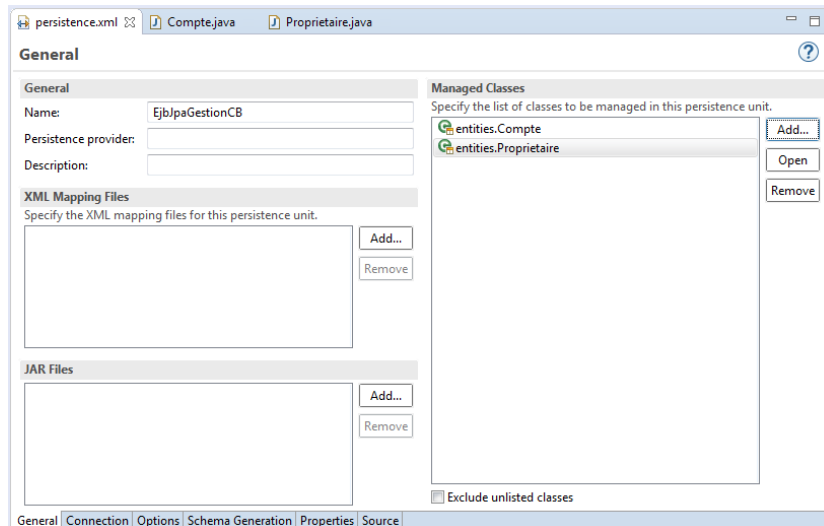 persistence.xml Compte.java Proprietaire.java
General
General
Name: EjbJpaGestionCB
Persistence provider:
Description:
XML Mapping Files
Specify the XML mapping files for this persistence unit.
Add...
Remove
JAR Files
Add...
Remove
Managed Classes
Specify the list of classes to be managed in this persistence unit.
entities.Compte
entities.Proprietaire
Add...
Open
Remove
Exclude unlisted classes
General Connection Options Schema Generation Properties Source